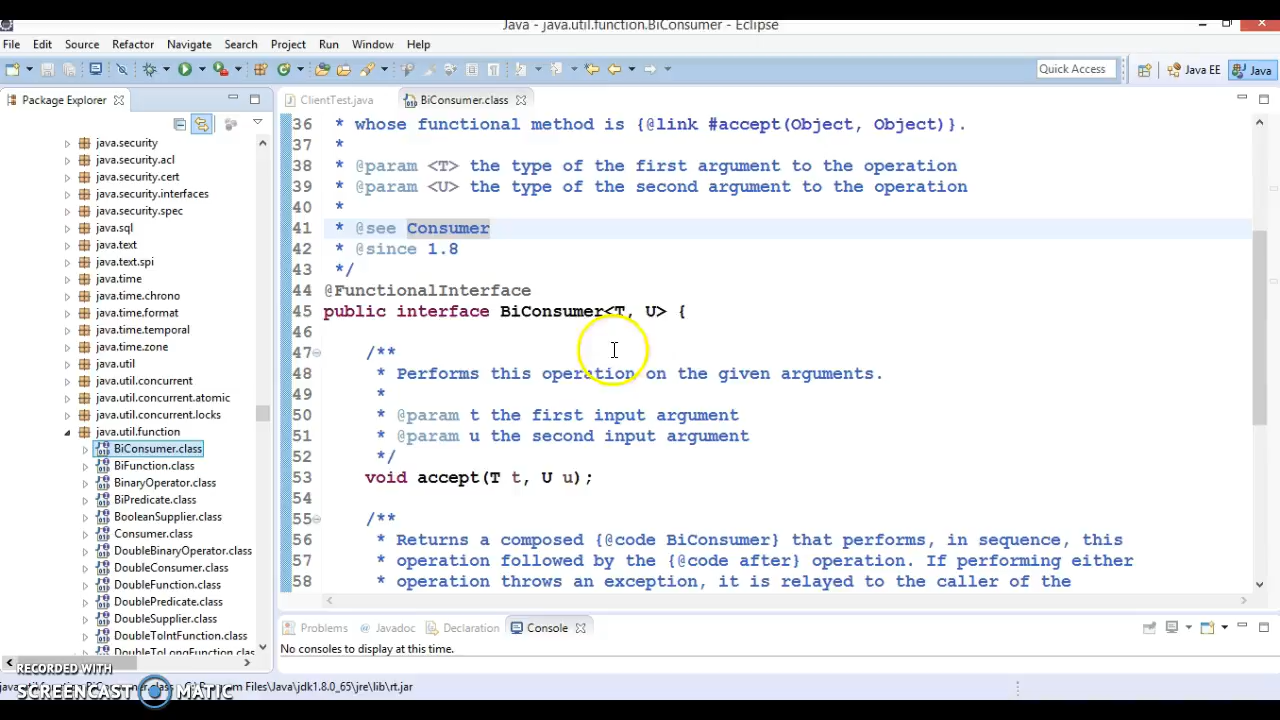 Java - java.util.function.BiConsumer - Eclipse
File Edit Source Refactor Navigate Search Project Run Window Help
Quick Access
Java EE
Java
Package Explorer
java.security
java.security.acl
java.security.cert
java.security.interfaces
java.security.spec
java.sql
java.text
java.text.spi
java.time
java.time.chrono
java.time.format
java.time.temporal
java.time.zone
java.util
java.util.concurrent
java.util.concurrent.atomic
java.util.concurrent.locks
java.util.function
BiConsumer.class
BiFunction.class
BinaryOperator.class
BiPredicate.class
BooleanSupplier.class
Consumer.class
DoubleBinaryOperator.class
DoubleConsumer.class
DoubleFunction.class
DoublePredicate.class
DoubleSupplier.class
DoubleToIntFunction.class
DoubleToLongFunction.clas
ClientTest.java
BiConsumer.class
36 * whose functional method is {@link #accept(Object, Object)}.
37 *
38 * @param <T> the type of the first argument to the operation
39 * @param <U> the type of the second argument to the operation
40 *
41 * @see Consumer
42 * @since 1.8
43 */
44 @FunctionalInterface
45 public interface BiConsumer<T, U> {
46
47 /**
48 * Performs this operation on the given arguments.
49 *
50 * @param t the first input argument
51 * @param u the second input argument
52 */
53 void accept(T t, U u);
54
55 /**
56 * Returns a composed {@code BiConsumer} that performs, in sequence, this
57 * operation followed by the {@code after} operation. If performing either
58 * operation throws an exception, it is relayed to the caller of the
Problems Javadoc Declaration Console
No consoles to display at this time.
RECORDED WITH
SCREENCAST MATIC